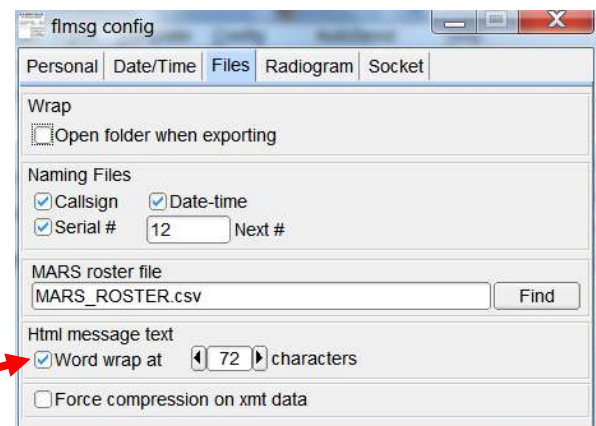 flmsg config
Personal Date/Time Files Radiogram Socket
Wrap
Open folder when exporting
Naming Files
Callsign Date-time
Serial # 12 Next #
MARS roster file
MARS_ROSTER.csv Find
Html message text
Word wrap at 72 characters
Force compression on xmt data